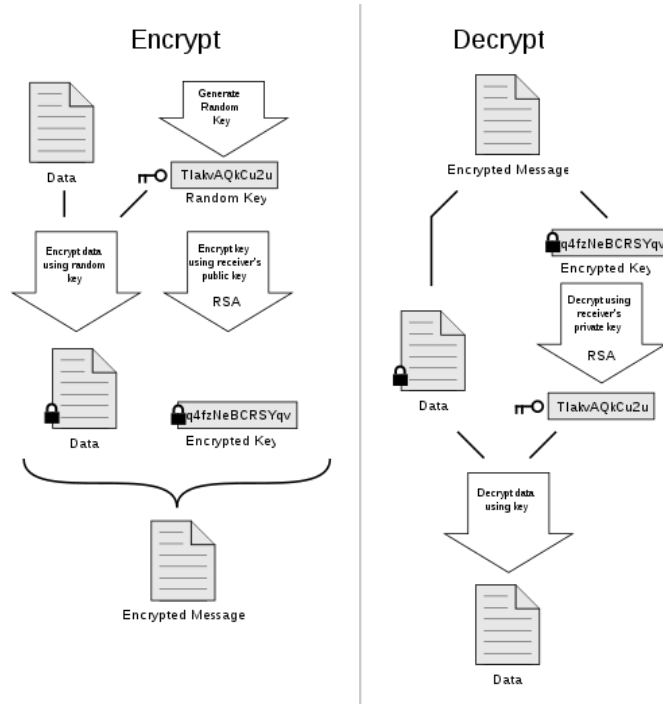 Encrypt
Generate
Random
Key
Data
TIakvAQkCu2u
Random Key
Encrypt data
using random
key
Encrypt key
using receiver's
public key
RSA
Data
q4fzNeBCRSYqv
Encrypted Key
Encrypted Message
Decrypt
Encrypted Message
q4fzNeBCRSYqv
Encrypted Key
Decrypt using
receiver's
private key
RSA
Data
TIakvAQkCu2u
Decrypt data
using key
Data